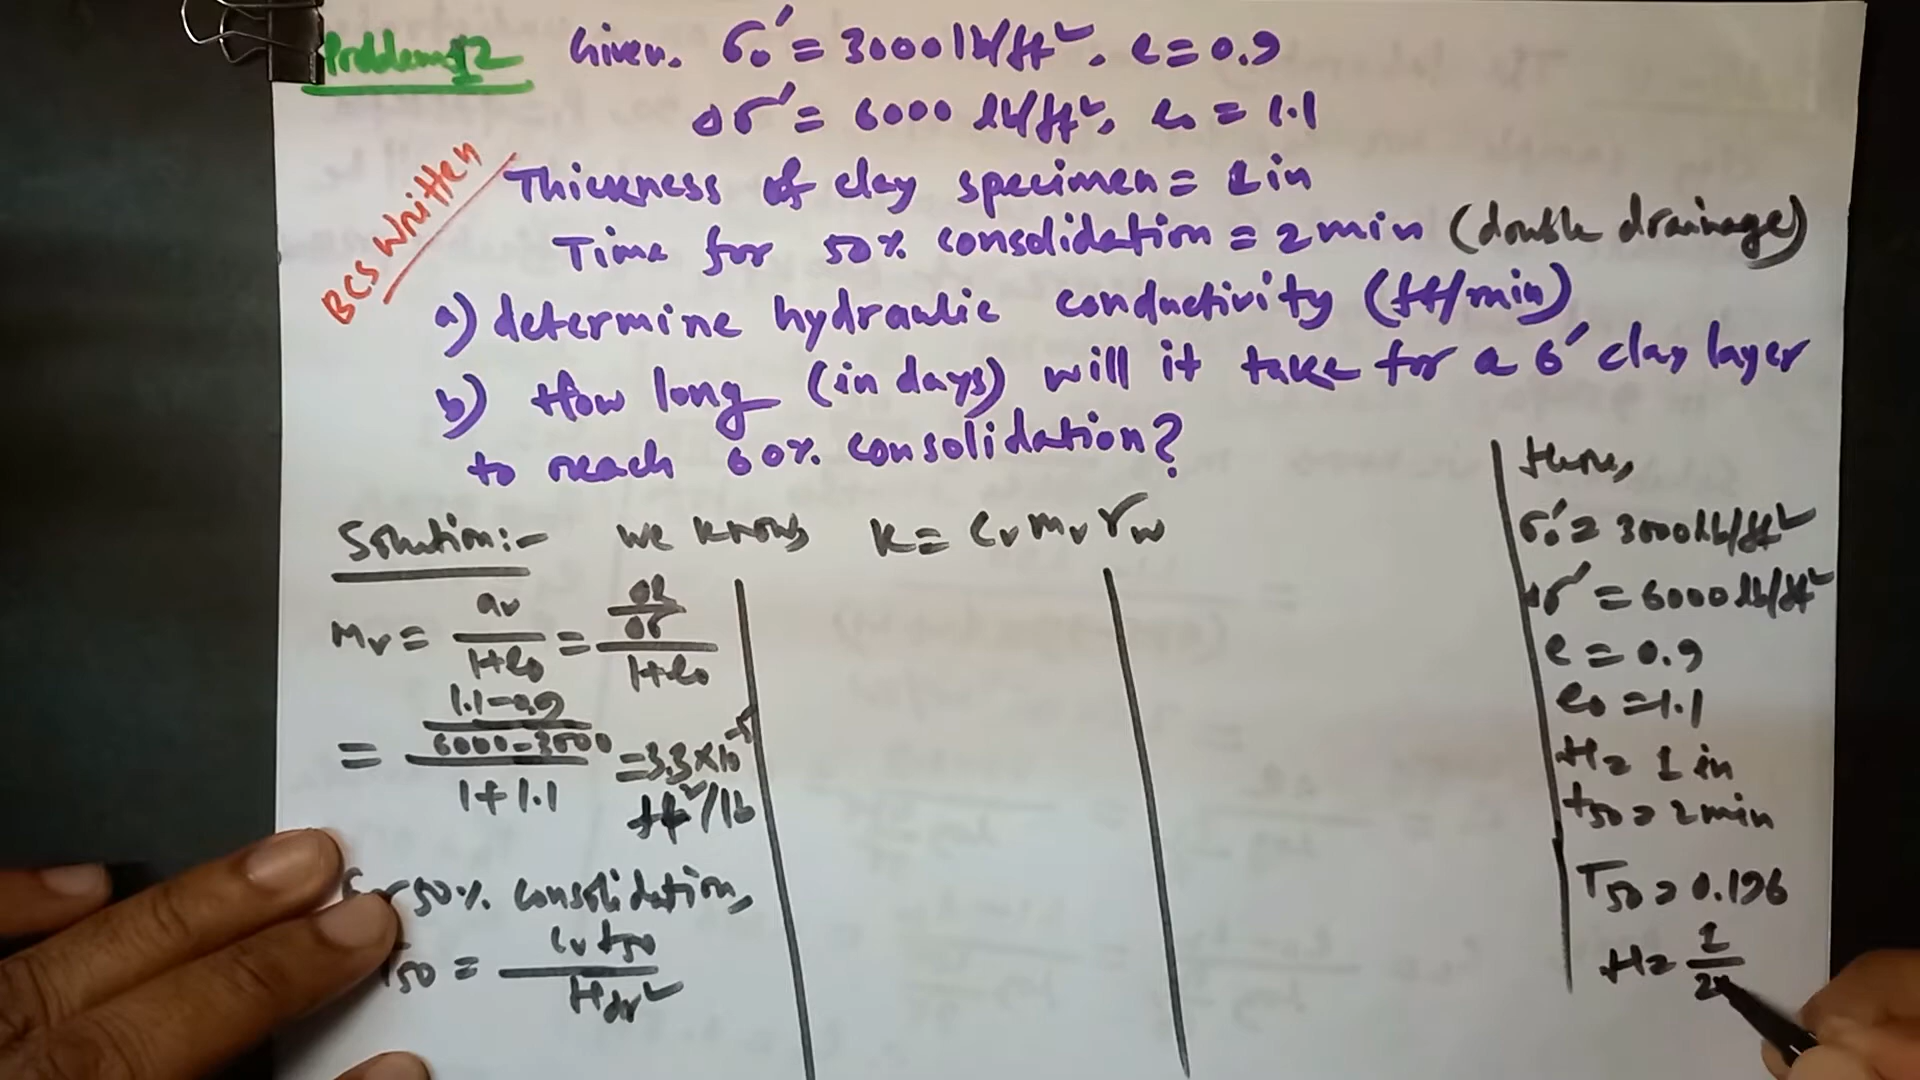 Problem#2 Given. σ₀' = 3000 lb/ft², e = 0.9
Δσ' = 6000 lb/ft², e₀ = 1.1
BCS Written
Thickness of clay specimen = 1 in
Time for 50% consolidation = 2 min (double drainage)
a) determine hydraulic conductivity (ft/min)
b) How long (in days) will it take for a 6' clay layer
to reach 60% consolidation?
Solution:- we know, K = Cv mv γw
mv = av/(1+e₀) = (Δe/Δσ)/(1+e₀)
= ((1.1-0.9)/(6000-3000))/(1+1.1) = 3.3×10⁻⁵
ft²/lb
For 50% consolidation,
T50 = Cv t50 / Hdr²
Here,
σ₀' = 3000 lb/ft²
Δσ' = 6000 lb/ft²
e = 0.9
e₀ = 1.1
H = 1 in
t50 = 2 min
T50 = 0.196
H = 1/2